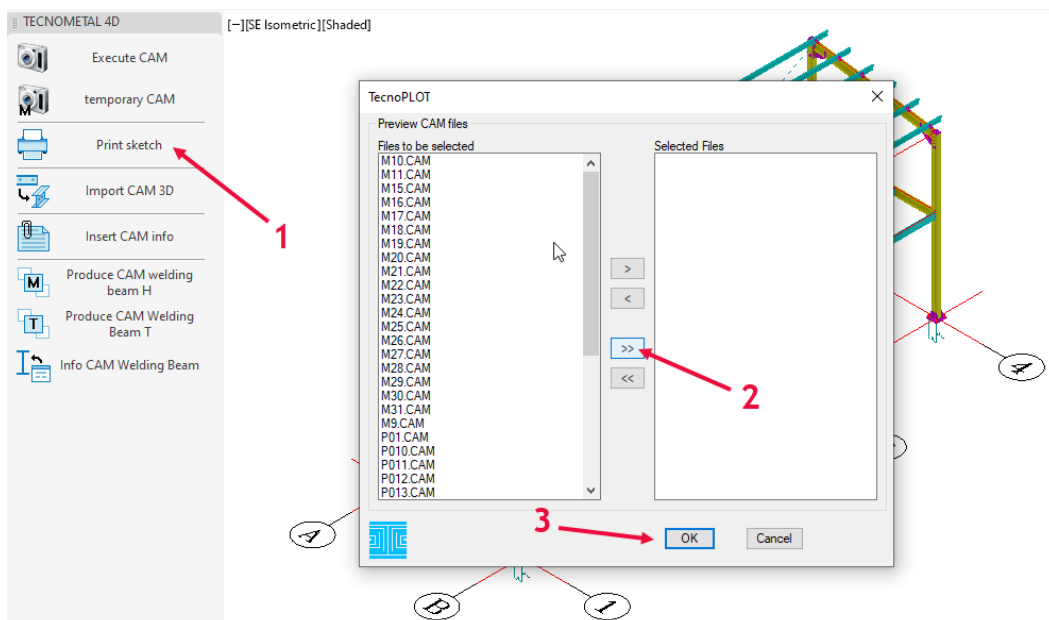 TECNOMETAL 4D
Execute CAM
M
temporary CAM
Print sketch
Import CAM 3D
Insert CAM info
M
Produce CAM welding
beam H
T
Produce CAM Welding
Beam T
Info CAM Welding Beam
[−][SE Isometric][Shaded]
1
TecnoPLOT
Preview CAM files
Files to be selected
M10.CAM
M11.CAM
M15.CAM
M16.CAM
M17.CAM
M18.CAM
M19.CAM
M20.CAM
M21.CAM
M22.CAM
M23.CAM
M24.CAM
M25.CAM
M26.CAM
M27.CAM
M28.CAM
M29.CAM
M30.CAM
M31.CAM
M9.CAM
P01.CAM
P010.CAM
P011.CAM
P012.CAM
P013.CAM
>
<
>>
<<
2
Selected Files
3
OK
Cancel
A
B
1
4